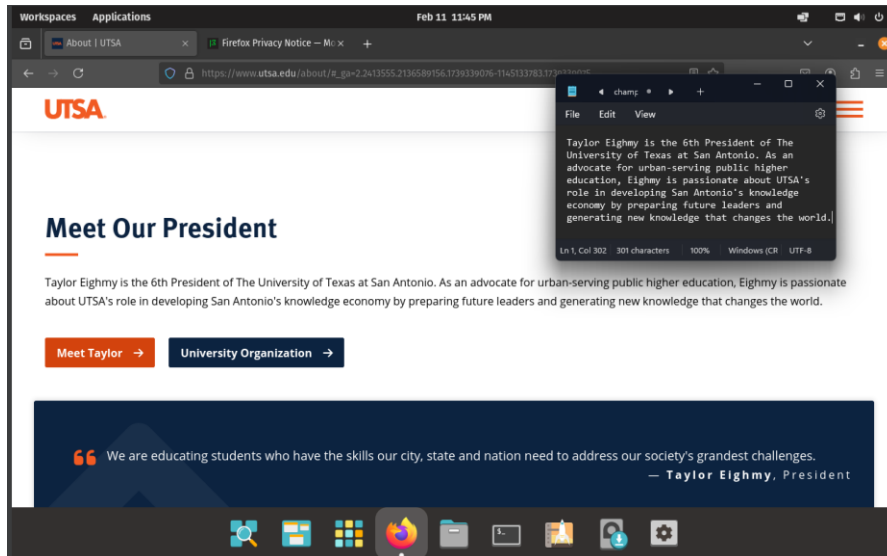 Workspaces Applications Feb 11 11:45 PM
About | UTSA × Firefox Privacy Notice — Mo × +
https://www.utsa.edu/about/#_ga=2.2413555.2136589156.1739339076-1145133783.
UTSA
champ
File Edit View
Taylor Eighmy is the 6th President of The
University of Texas at San Antonio. As an
advocate for urban-serving public higher
education, Eighmy is passionate about UTSA's
role in developing San Antonio's knowledge
economy by preparing future leaders and
generating new knowledge that changes the world.
Ln 1, Col 302 301 characters 100% Windows (CR UTF-8
Meet Our President
Taylor Eighmy is the 6th President of The University of Texas at San Antonio. As an advocate for urban-serving public higher education, Eighmy is passionate
about UTSA's role in developing San Antonio's knowledge economy by preparing future leaders and generating new knowledge that changes the world.
Meet Taylor → University Organization →
We are educating students who have the skills our city, state and nation need to address our society's grandest challenges.
— Taylor Eighmy, President